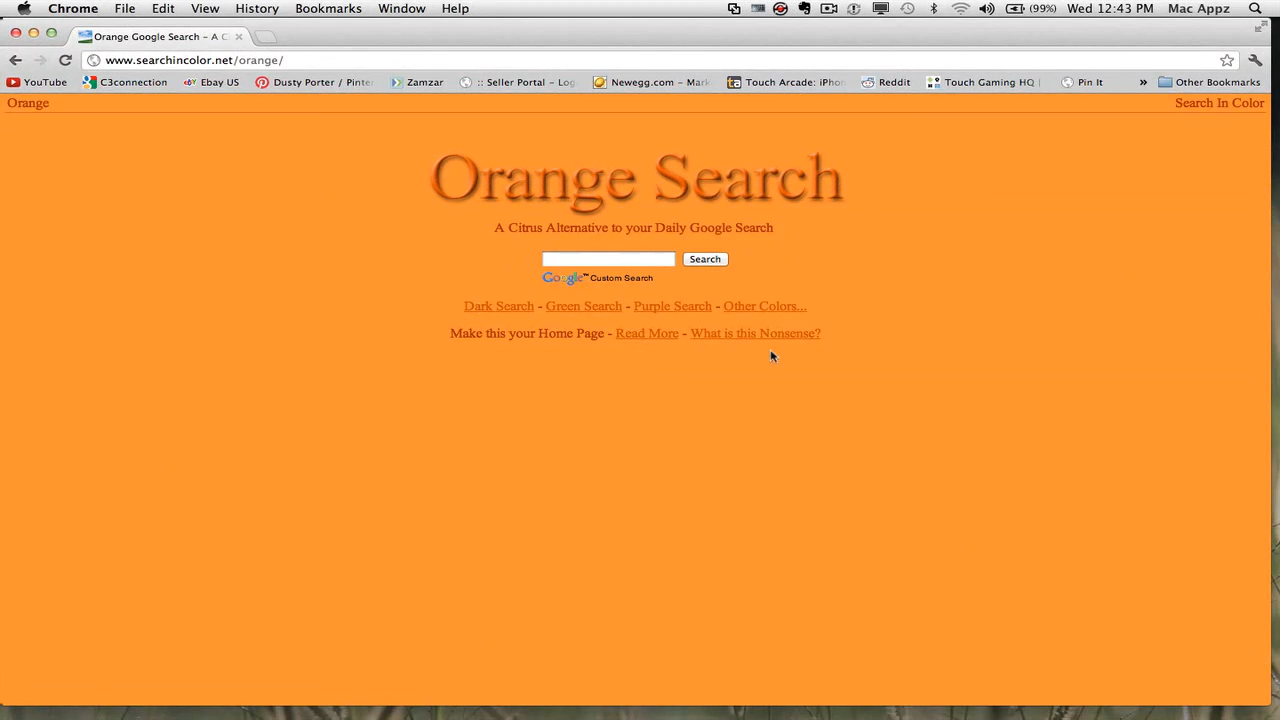 Chrome File Edit View History Bookmarks Window Help (99%) Wed 12:43 PM Mac Appz
Orange Google Search – A C
www.searchincolor.net/orange/
YouTube C3connection Ebay US Dusty Porter / Pinter Zamzar :: Seller Portal - Log Newegg.com - Mark Touch Arcade: iPhon Reddit Touch Gaming HQ | Pin It » Other Bookmarks
Orange Search In Color
Orange Search
A Citrus Alternative to your Daily Google Search
Search
Google™ Custom Search
Dark Search - Green Search - Purple Search - Other Colors...
Make this your Home Page - Read More - What is this Nonsense?